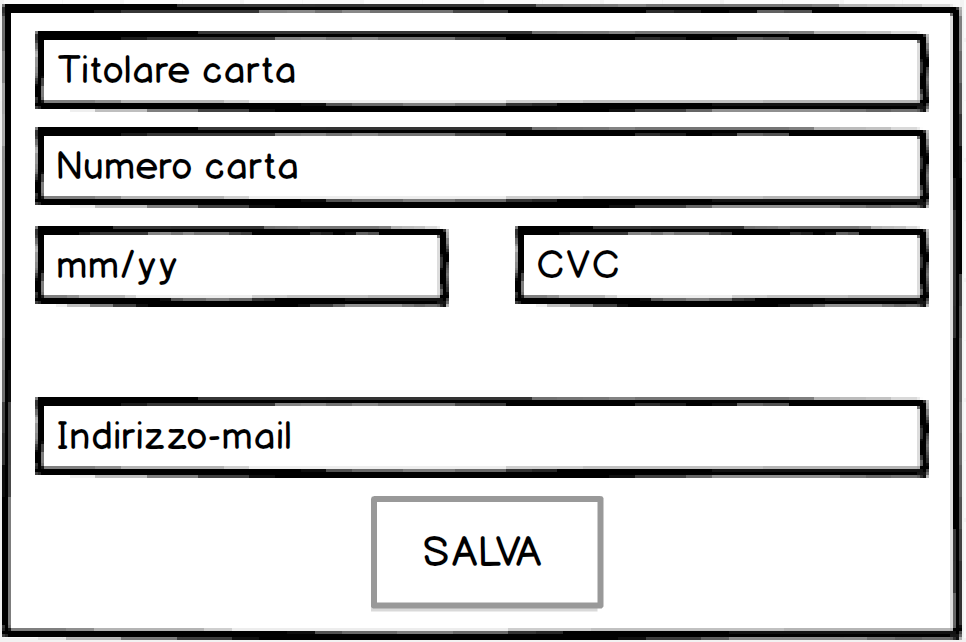 Titolare carta
Numero carta
mm/yy
CVC
Indirizzo-mail
SALVA